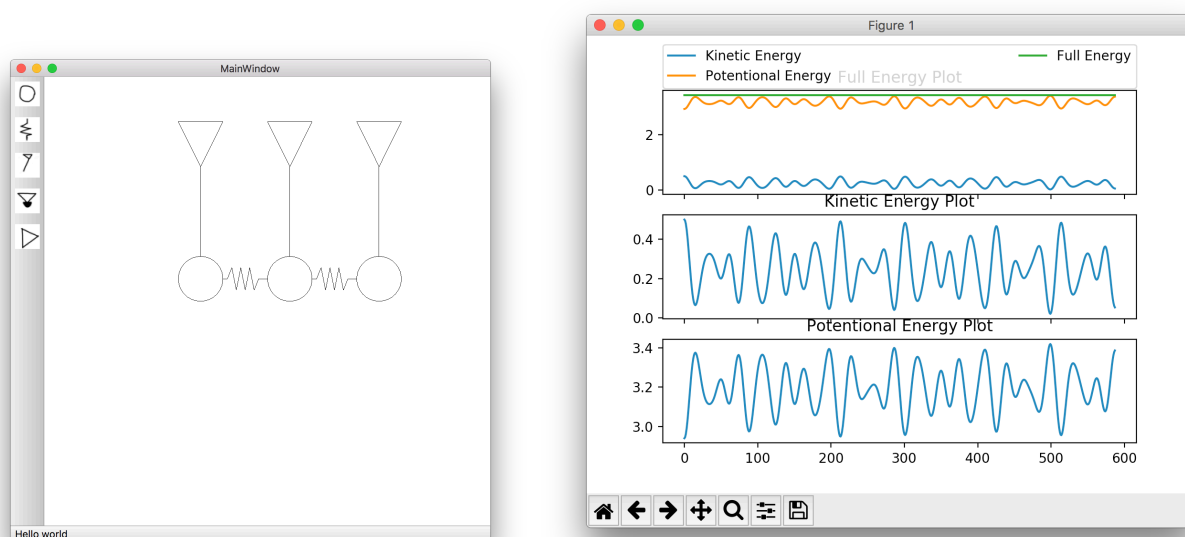 MainWindow
Hello world
Figure 1
Kinetic Energy
Potentional Energy
Full Energy
Full Energy Plot
2
0
Kinetic Energy Plot
0.4
0.2
0.0
Potentional Energy Plot
3.4
3.2
3.0
0 100 200 300 400 500 600